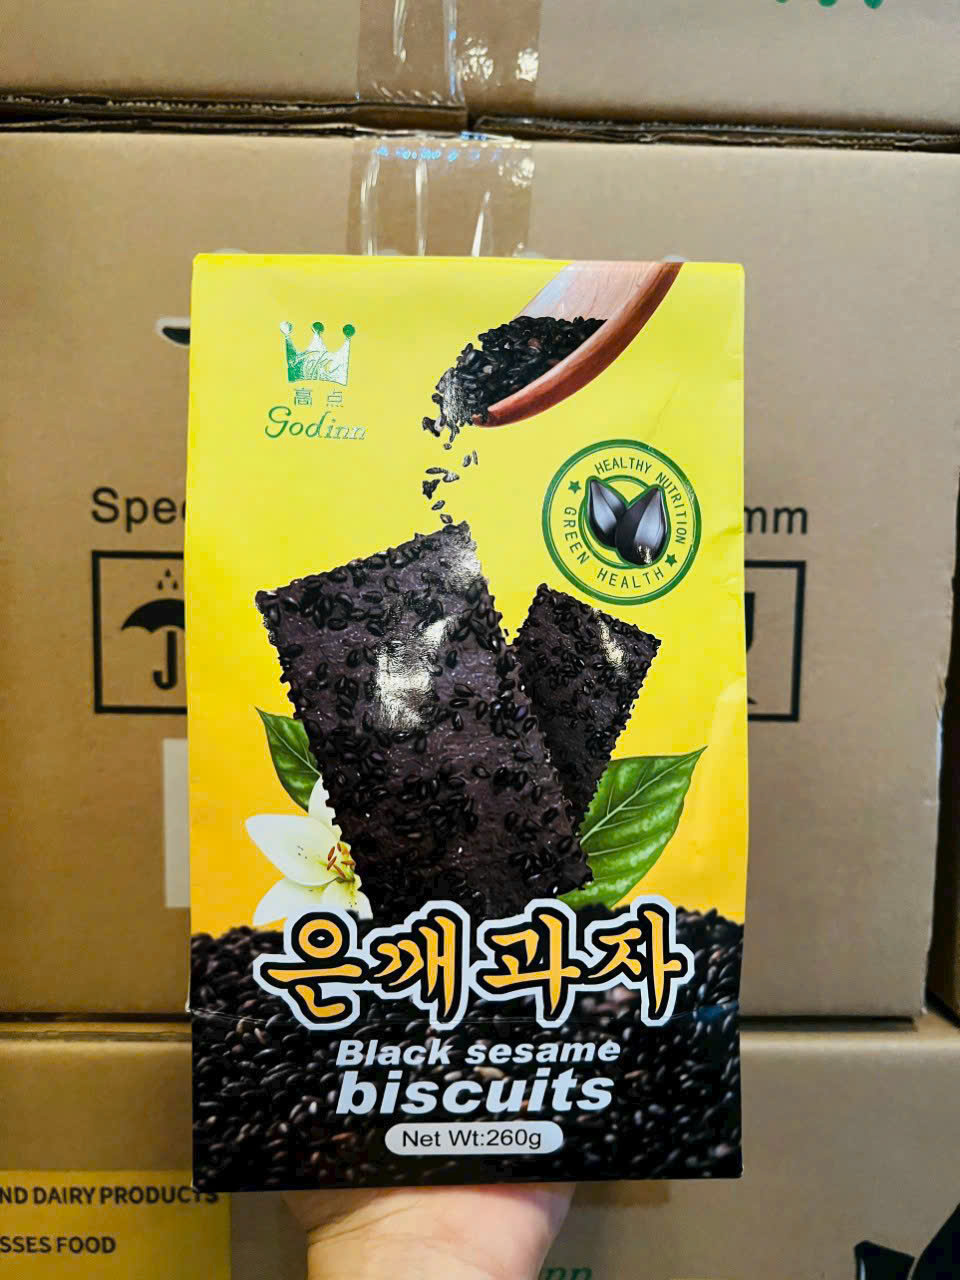 Spec
mm
高点
Godinn
HEALTHY NUTRITION
GREEN HEALTH
은깨과자
Black sesame
biscuits
Net Wt:260g
ND DAIRY PRODUCTS
SSES FOOD